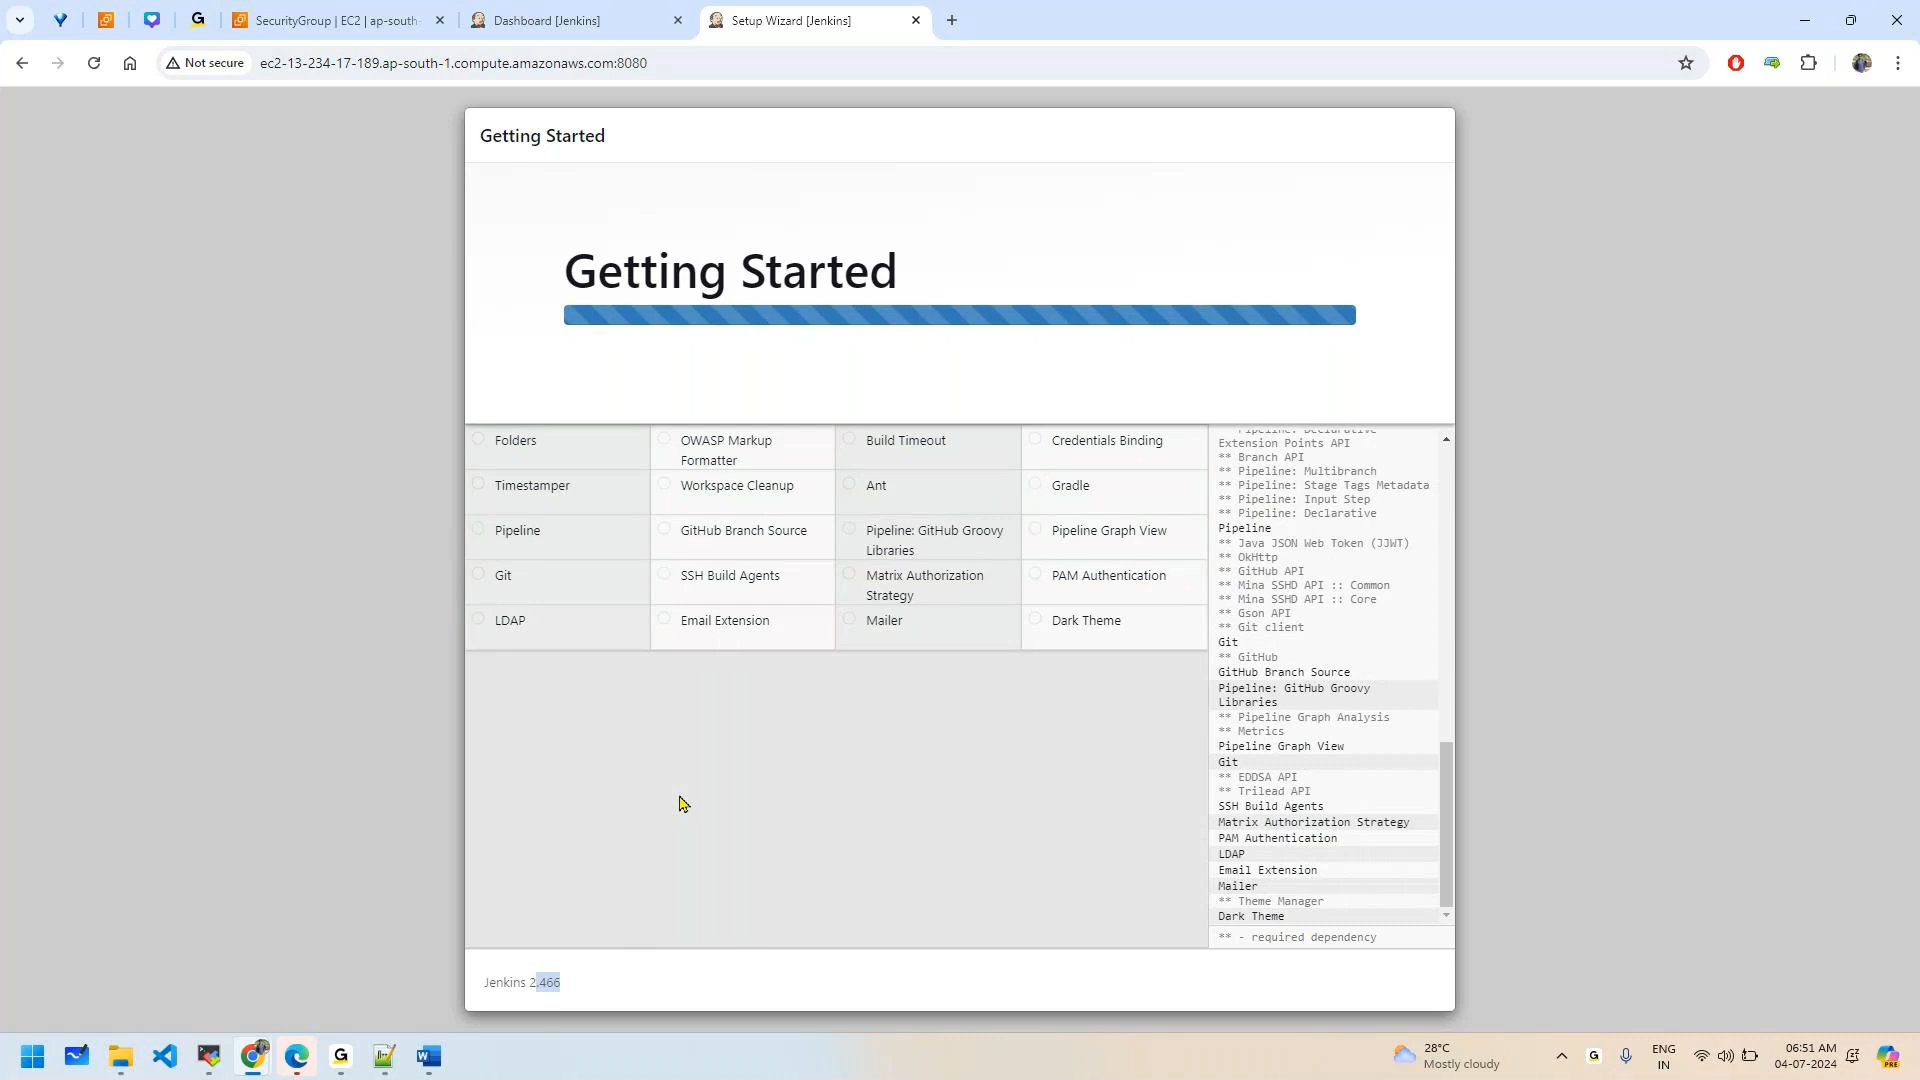 SecurityGroup | EC2 | ap-south-
Dashboard [Jenkins]
Setup Wizard [Jenkins]
Not secure
ec2-13-234-17-189.ap-south-1.compute.amazonaws.com:8080
Getting Started
Getting Started
Folders
OWASP Markup
Formatter
Build Timeout
Credentials Binding
Timestamper
Workspace Cleanup
Ant
Gradle
Pipeline
GitHub Branch Source
Pipeline: GitHub Groovy
Libraries
Pipeline Graph View
Git
SSH Build Agents
Matrix Authorization
Strategy
PAM Authentication
LDAP
Email Extension
Mailer
Dark Theme
** Pipeline: Declarative
Extension Points API
** Branch API
** Pipeline: Multibranch
** Pipeline: Stage Tags Metadata
** Pipeline: Input Step
** Pipeline: Declarative
Pipeline
** Java JSON Web Token (JJWT)
** OkHttp
** GitHub API
** Mina SSHD API :: Common
** Mina SSHD API :: Core
** Gson API
** Git client
Git
** GitHub
GitHub Branch Source
Pipeline: GitHub Groovy
Libraries
** Pipeline Graph Analysis
** Metrics
Pipeline Graph View
Git
** EDDSA API
** Trilead API
SSH Build Agents
Matrix Authorization Strategy
PAM Authentication
LDAP
Email Extension
Mailer
** Theme Manager
Dark Theme
** - required dependency
Jenkins 2.466
28°C
Mostly cloudy
ENG
IN
06:51 AM
04-07-2024
PRE